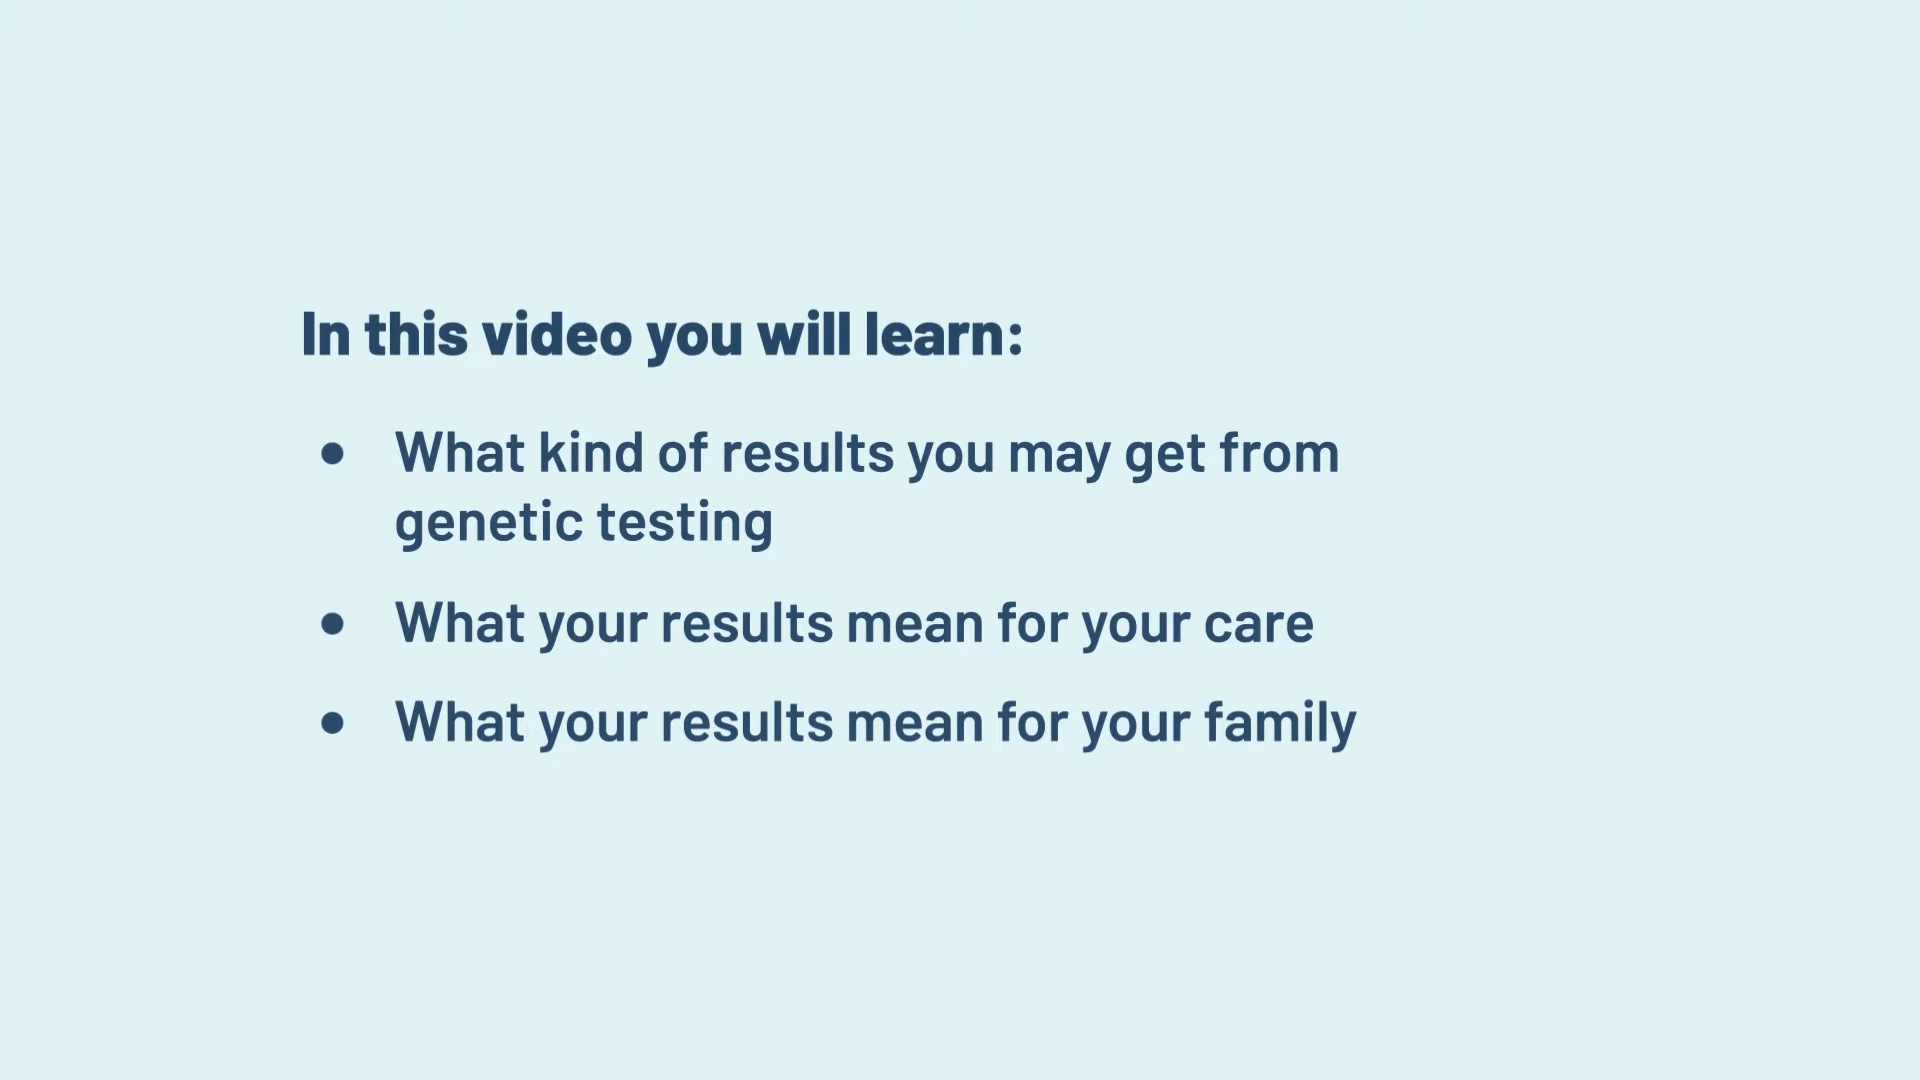 In this video you will learn:
● What kind of results you may get from
genetic testing
● What your results mean for your care
● What your results mean for your family